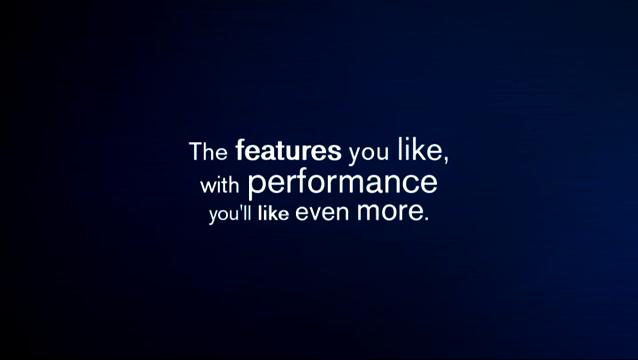 The features you like,
with performance
you'll like even more.